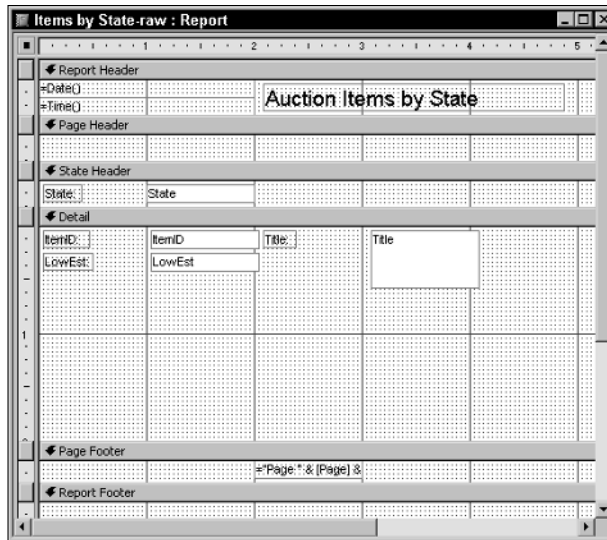 Items by State-raw : Report
1 2 3 4 5
Report Header
=Date()
Auction Items by State
=Time()
Page Header
State Header
State: State
Detail
ItemID: ItemID Title: Title
LowEst: LowEst
1
Page Footer
="Page " & [Page] &
Report Footer